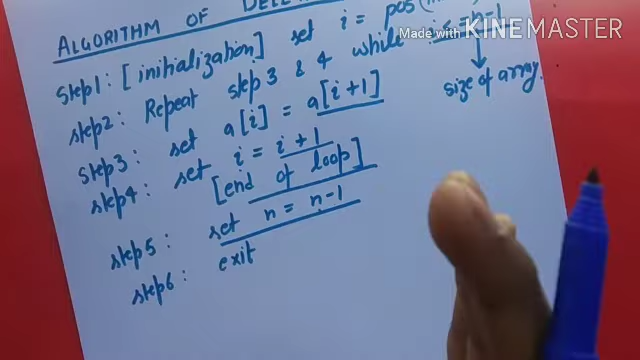 ALGORITHM OF
Made with KINEMASTER
step1: [initialization] set i = pos
step2: Repeat step 3 & 4 while i <= n-1
size of array.
step3: set a[i] = a[i+1]
step4: set i = i+1
[end of loop]
step5: set n = n-1
step6: exit